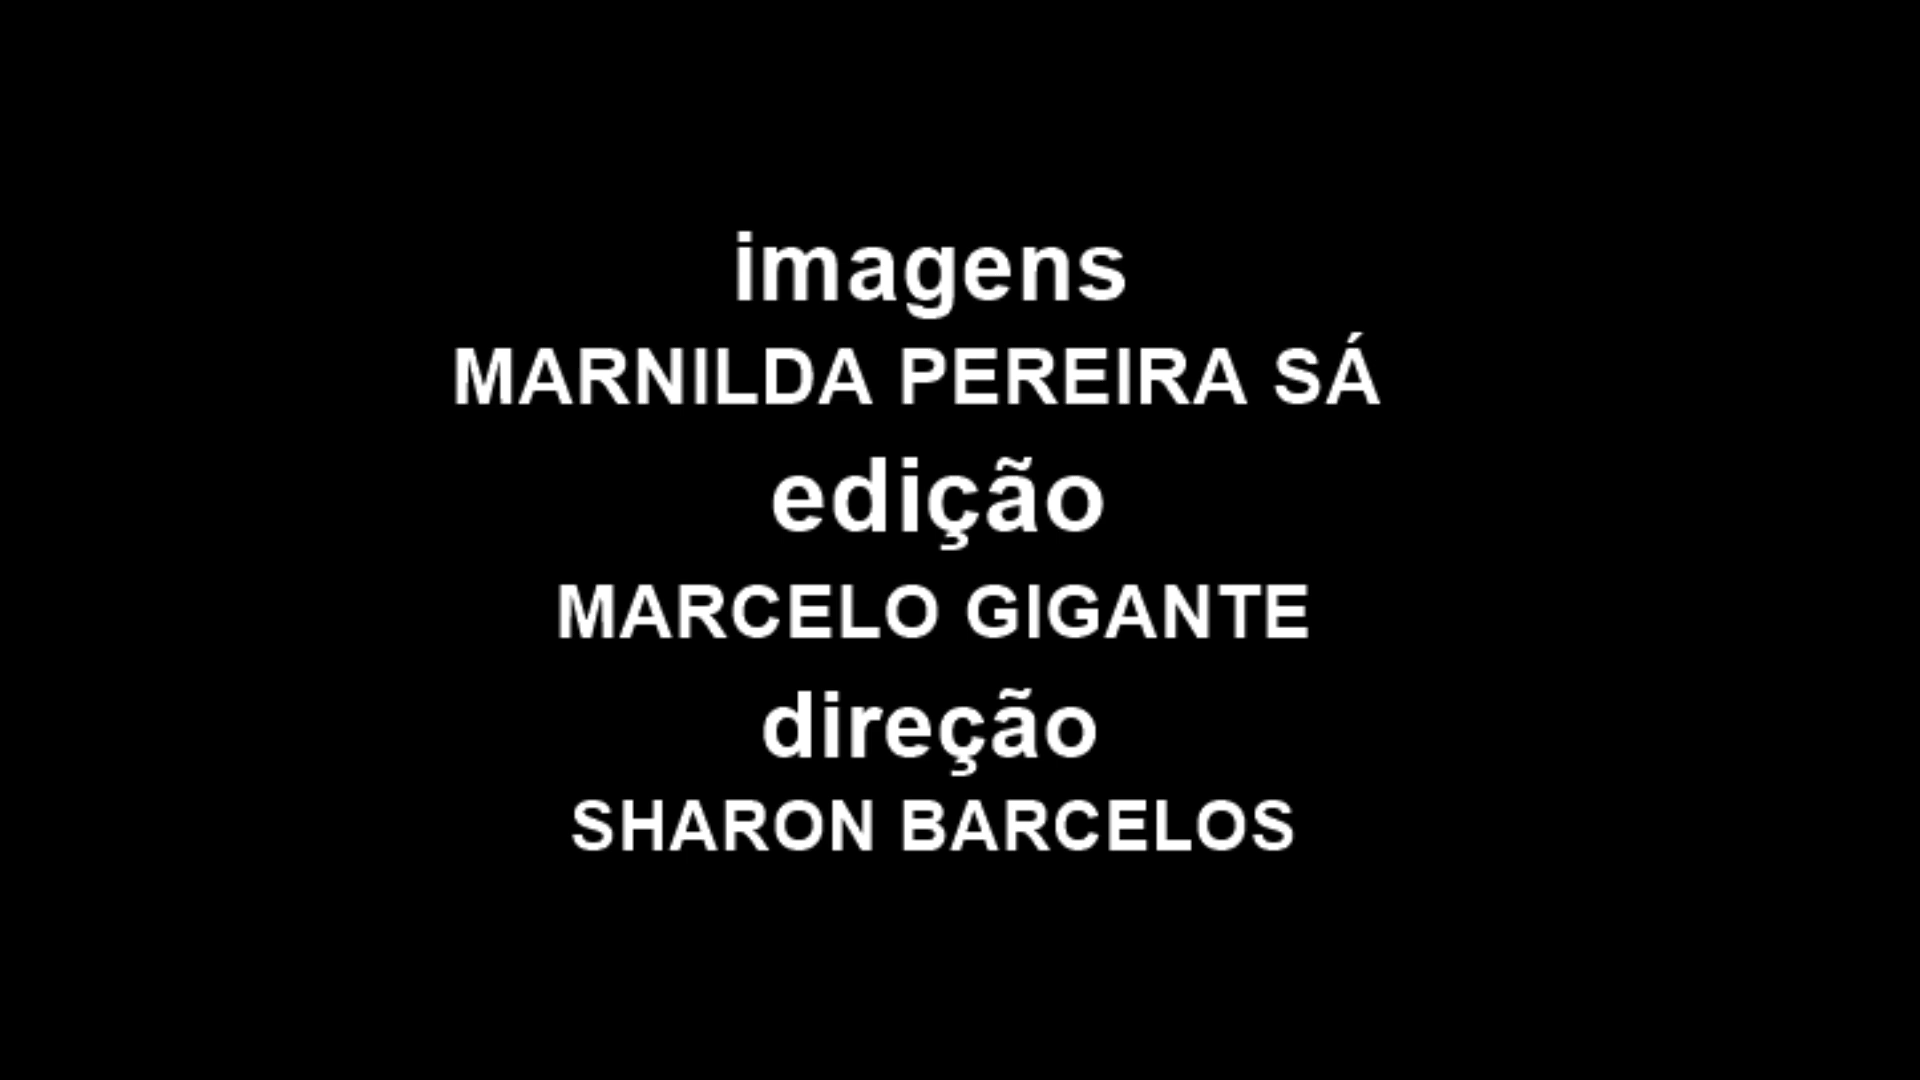 imagens
MARNILDA PEREIRA SÁ
edição
MARCELO GIGANTE
direção
SHARON BARCELOS